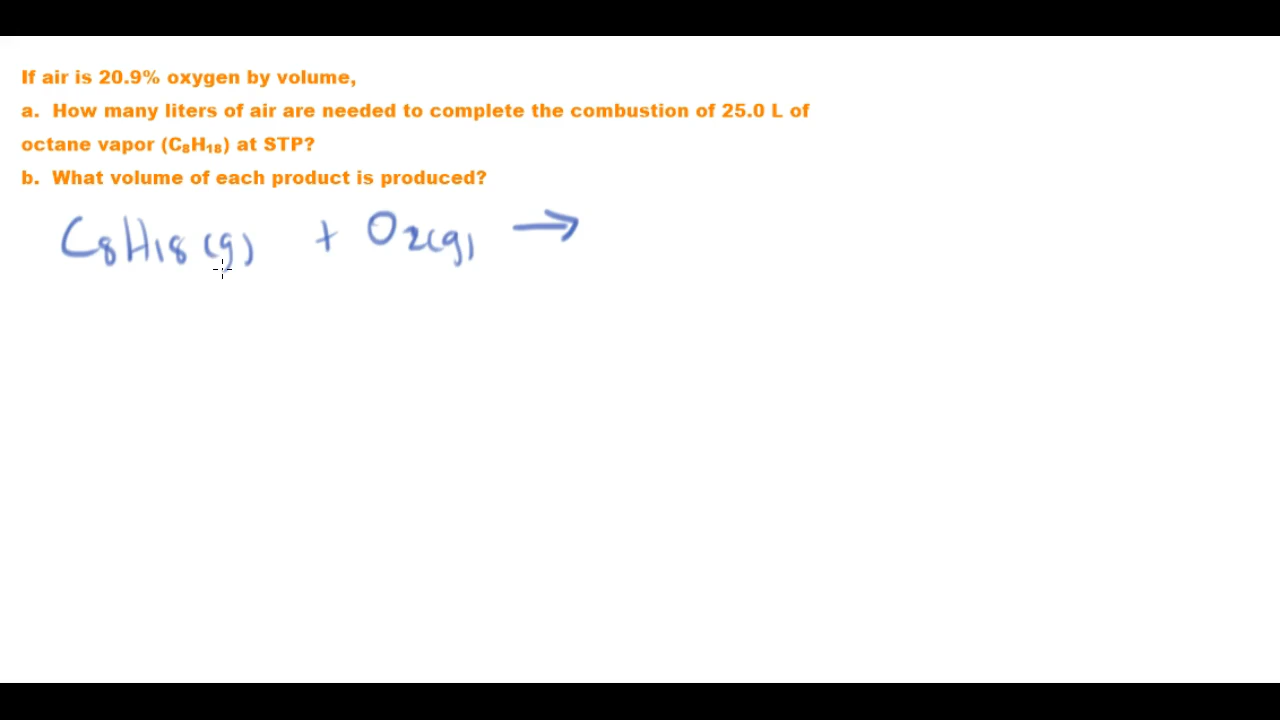 If air is 20.9% oxygen by volume,
a. How many liters of air are needed to complete the combustion of 25.0 L of
octane vapor (C₈H₁₈) at STP?
b. What volume of each product is produced?
C₈H₁₈(g) + O₂(g) →